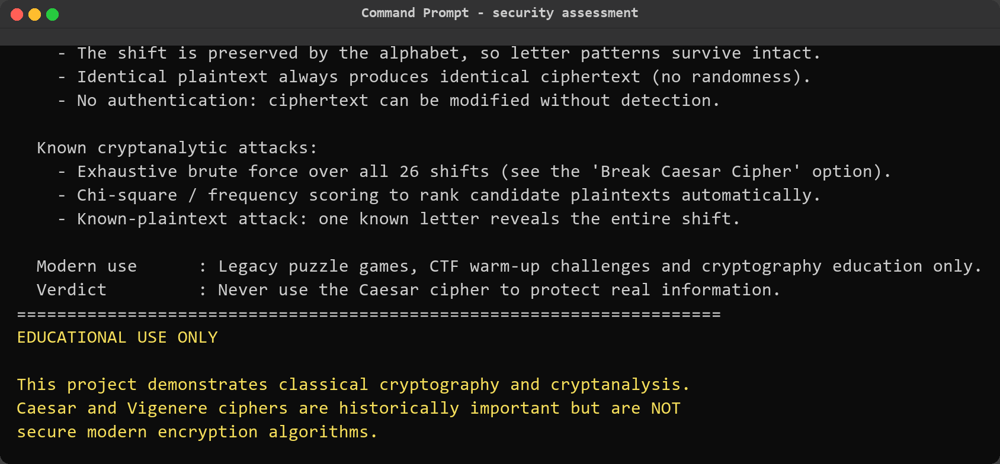 Command Prompt - security assessment
- The shift is preserved by the alphabet, so letter patterns survive intact.
- Identical plaintext always produces identical ciphertext (no randomness).
- No authentication: ciphertext can be modified without detection.
Known cryptanalytic attacks:
- Exhaustive brute force over all 26 shifts (see the 'Break Caesar Cipher' option).
- Chi-square / frequency scoring to rank candidate plaintexts automatically.
- Known-plaintext attack: one known letter reveals the entire shift.
Modern use      : Legacy puzzle games, CTF warm-up challenges and cryptography education only.
Verdict         : Never use the Caesar cipher to protect real information.
======================================================================
EDUCATIONAL USE ONLY
This project demonstrates classical cryptography and cryptanalysis.
Caesar and Vigenere ciphers are historically important but are NOT
secure modern encryption algorithms.